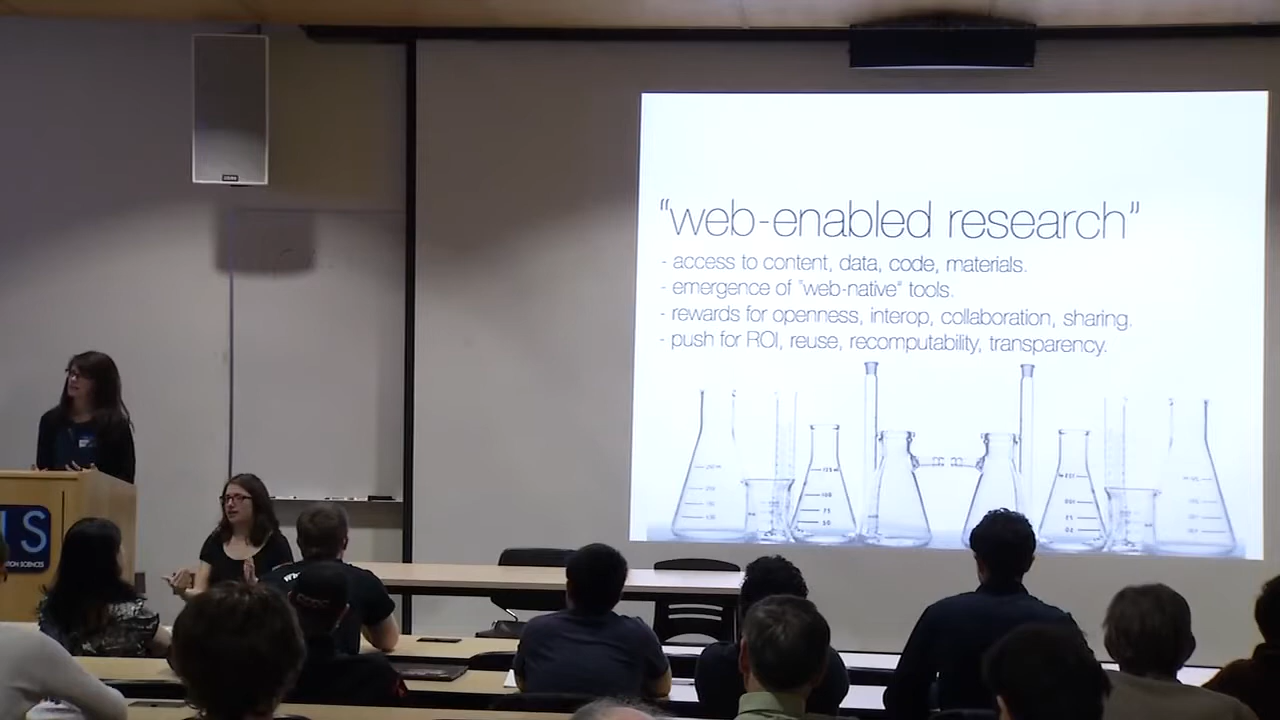 “web-enabled research”
- access to content, data, code, materials.
- emergence of "web-native" tools.
- rewards for openness, interop, collaboration, sharing.
- push for ROI, reuse, recomputability, transparency.
IS